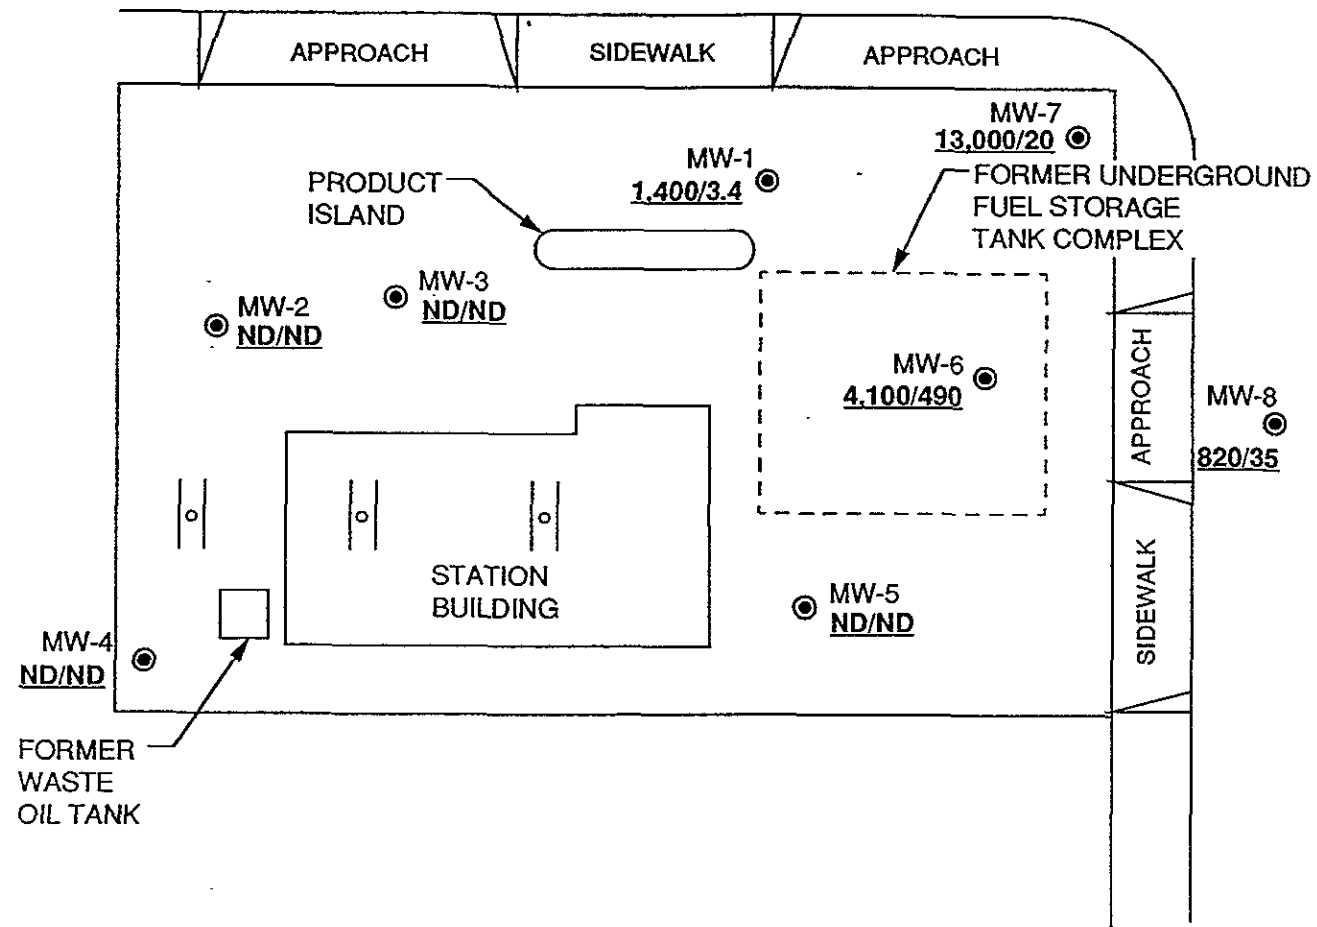 APPROACH
SIDEWALK
APPROACH
MW-7
13,000/20
MW-1
1,400/3.4
PRODUCT
ISLAND
FORMER UNDERGROUND
FUEL STORAGE
TANK COMPLEX
MW-3
ND/ND
MW-2
ND/ND
MW-6
4,100/490
APPROACH
MW-8
820/35
STATION
BUILDING
MW-5
ND/ND
SIDEWALK
MW-4
ND/ND
FORMER
WASTE
OIL TANK